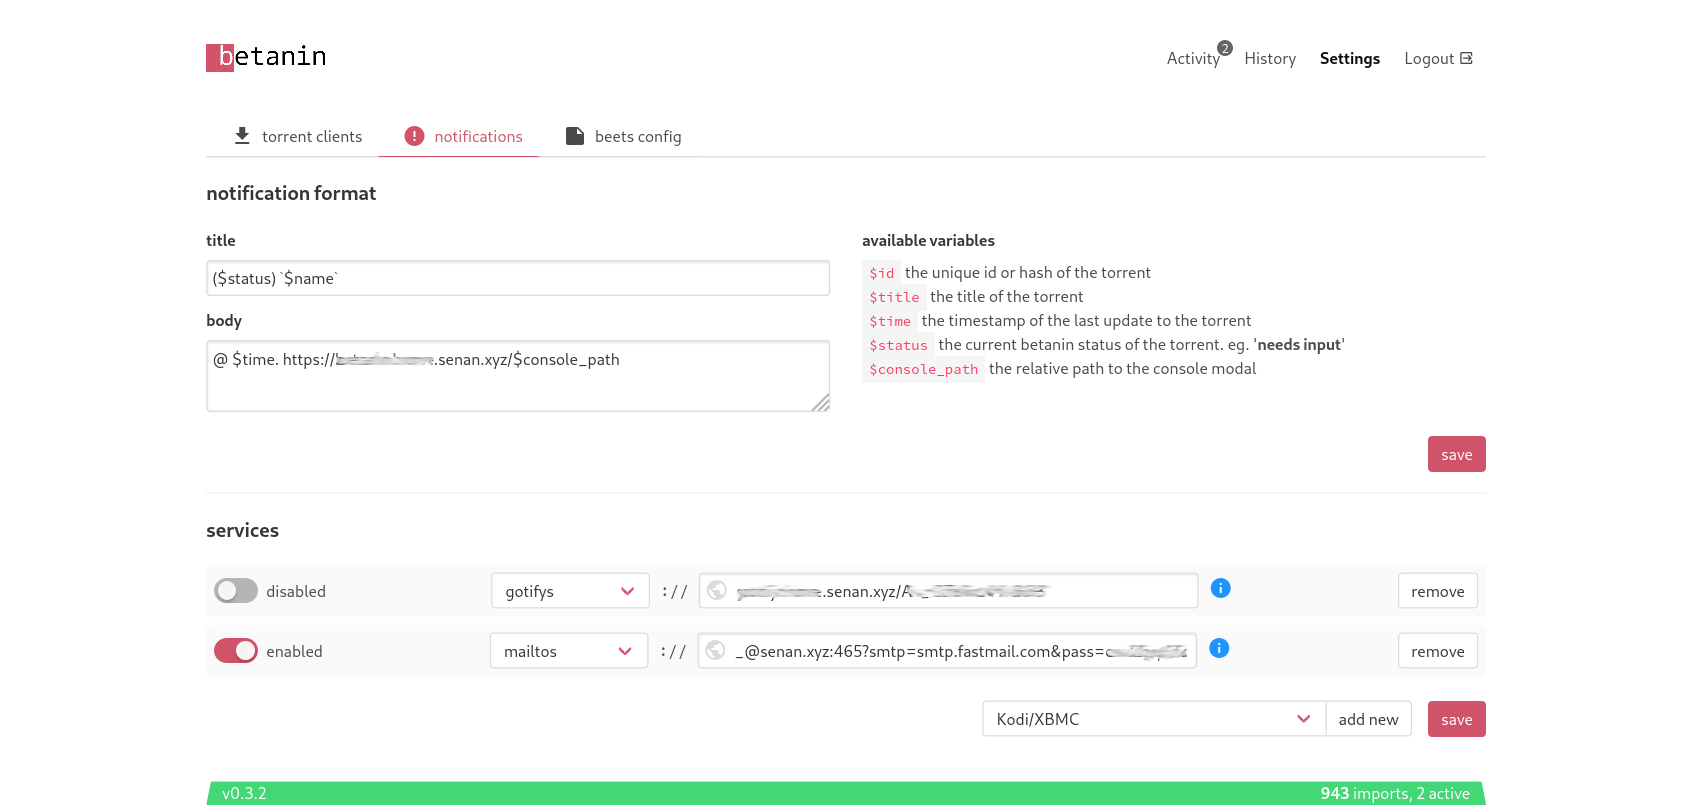 betanin
Activity 2 History Settings Logout
torrent clients notifications beets config
notification format
title
($status) `$name`
body
@ $time. https:// .senan.xyz/$console_path
available variables
$id the unique id or hash of the torrent
$title the title of the torrent
$time the timestamp of the last update to the torrent
$status the current betanin status of the torrent. eg. 'needs input'
$console_path the relative path to the console modal
save
services
disabled gotifys :// .senan.xyz/A remove
enabled mailtos :// _@senan.xyz:465?smtp=smtp.fastmail.com&pass= remove
Kodi/XBMC add new save
v0.3.2 943 imports, 2 active